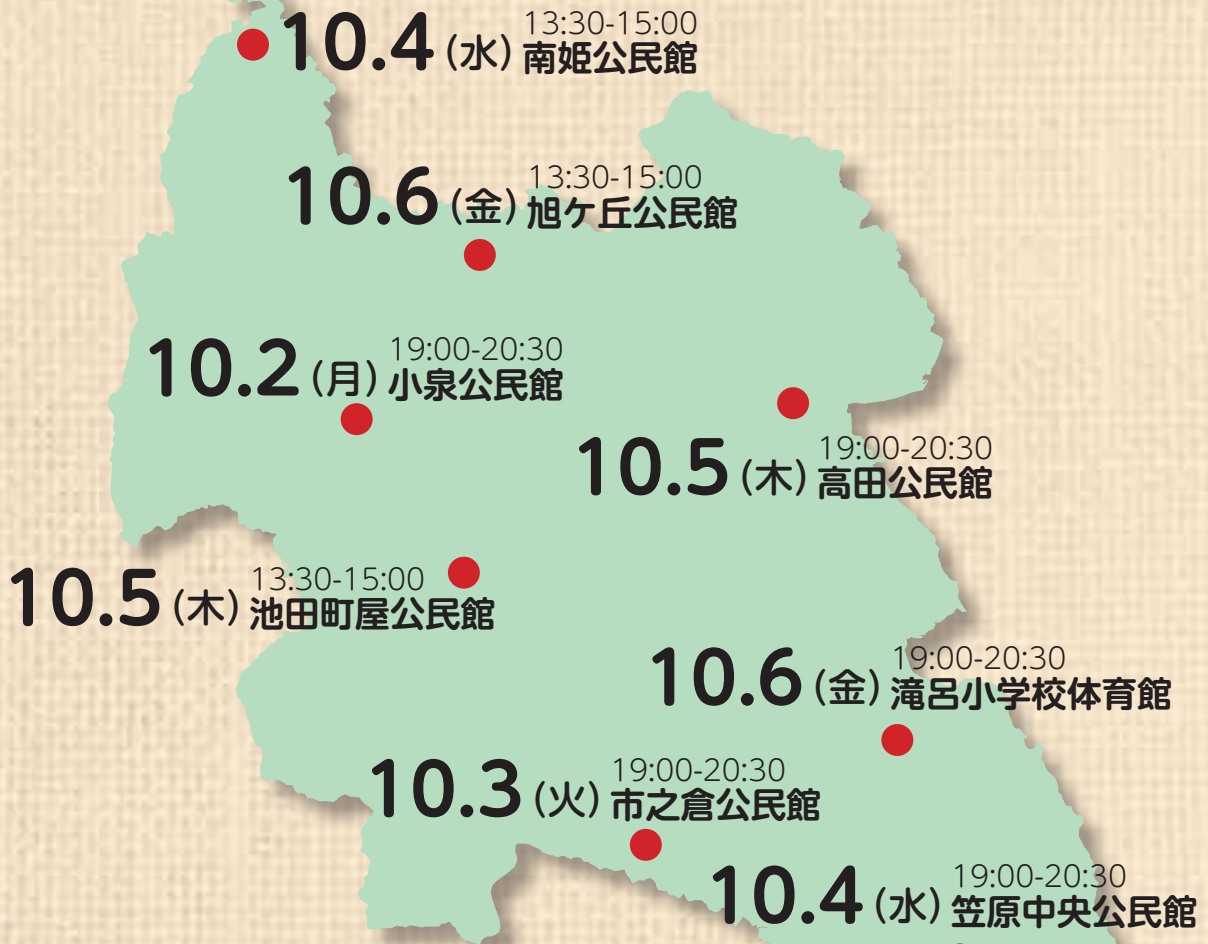 13:30-15:00
10.4(水)南姫公民館
13:30-15:00
10.6(金)旭ケ丘公民館
19:00-20:30
10.2(月)小泉公民館
19:00-20:30
10.5(木)高田公民館
13:30-15:00
10.5(木)池田町屋公民館
19:00-20:30
10.6(金)滝呂小学校体育館
19:00-20:30
10.3(火)市之倉公民館
19:00-20:30
10.4(水)笠原中央公民館